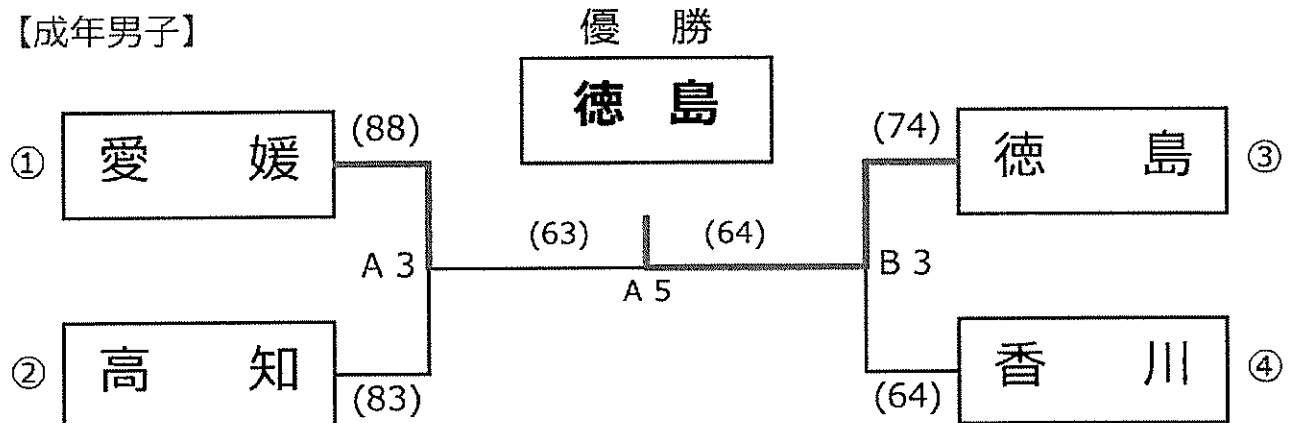 【成年男子】
優 勝
徳 島
① 愛 媛 (88) (74) 徳 島 ③
(63) (64)
A 3 B 3
A 5
② 高 知 (83) (64) 香 川 ④